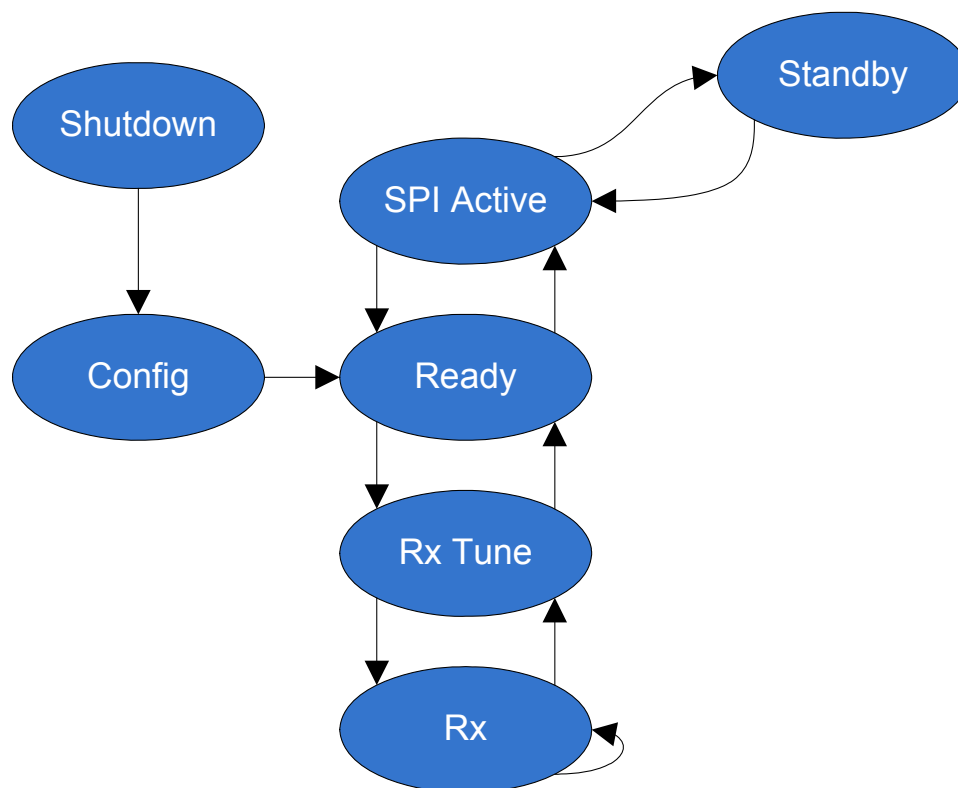 Standby
Shutdown
SPI Active
Config
Ready
Rx Tune
Rx